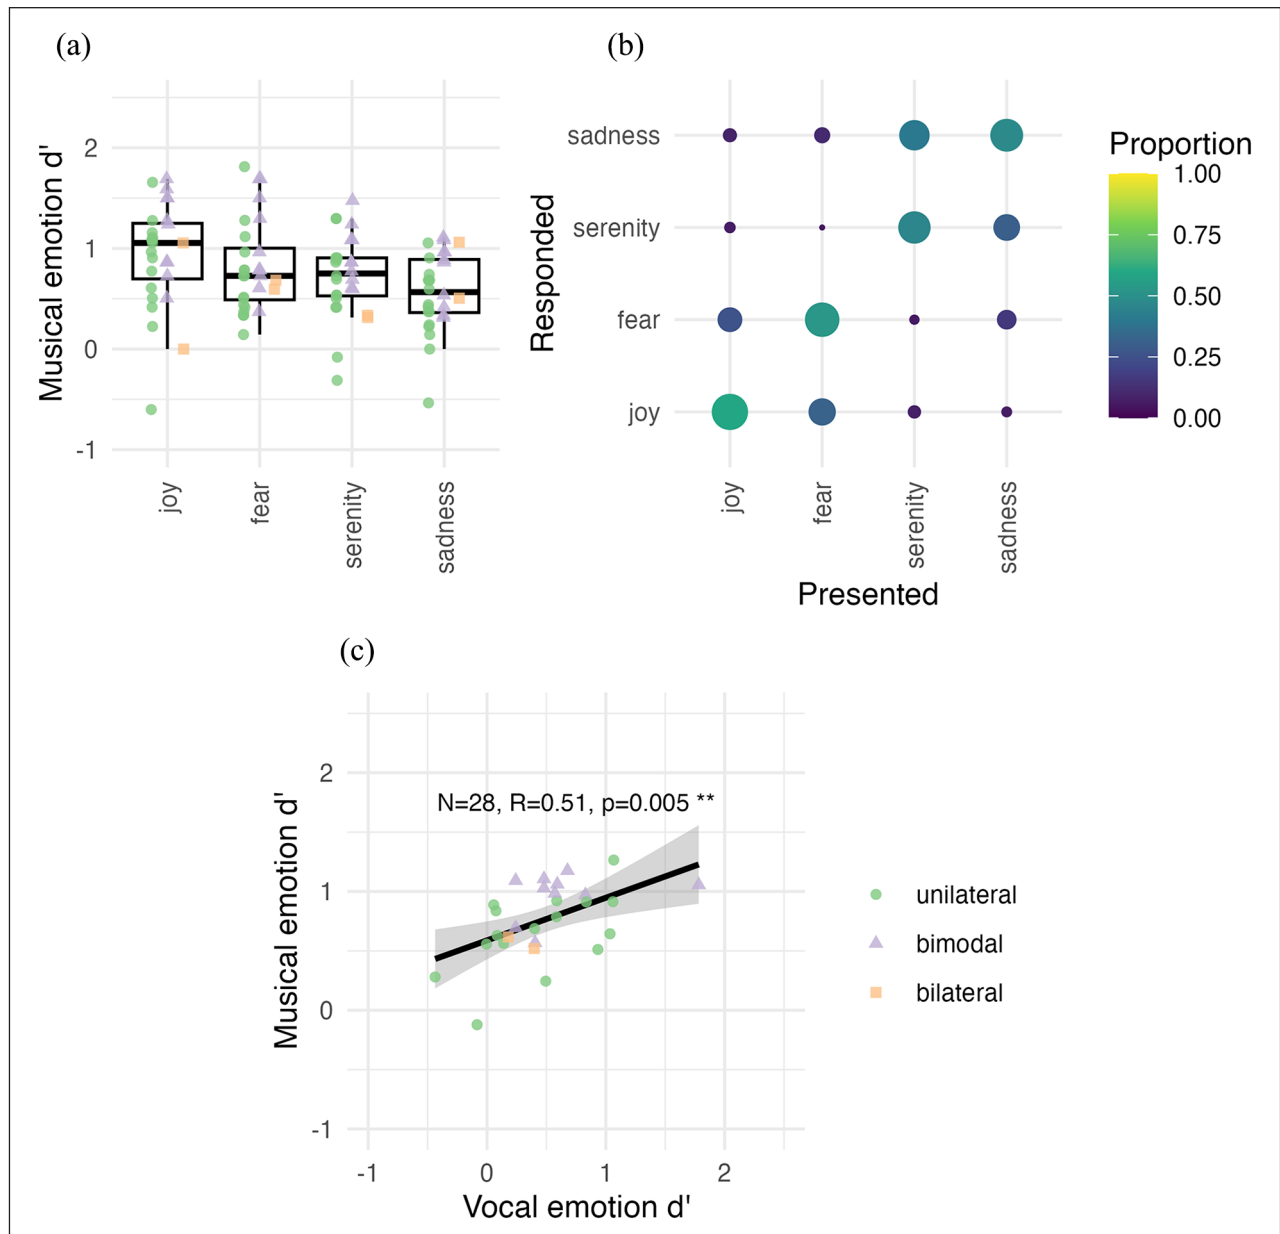 (a)
Musical emotion d'
2
1
0
-1
joy
fear
serenity
sadness
(b)
Responded
sadness
serenity
fear
joy
joy
fear
serenity
sadness
Presented
Proportion
1.00
0.75
0.50
0.25
0.00
(c)
Musical emotion d'
2
1
0
-1
N=28, R=0.51, p=0.005 **
-1
0
1
2
Vocal emotion d'
unilateral
bimodal
bilateral